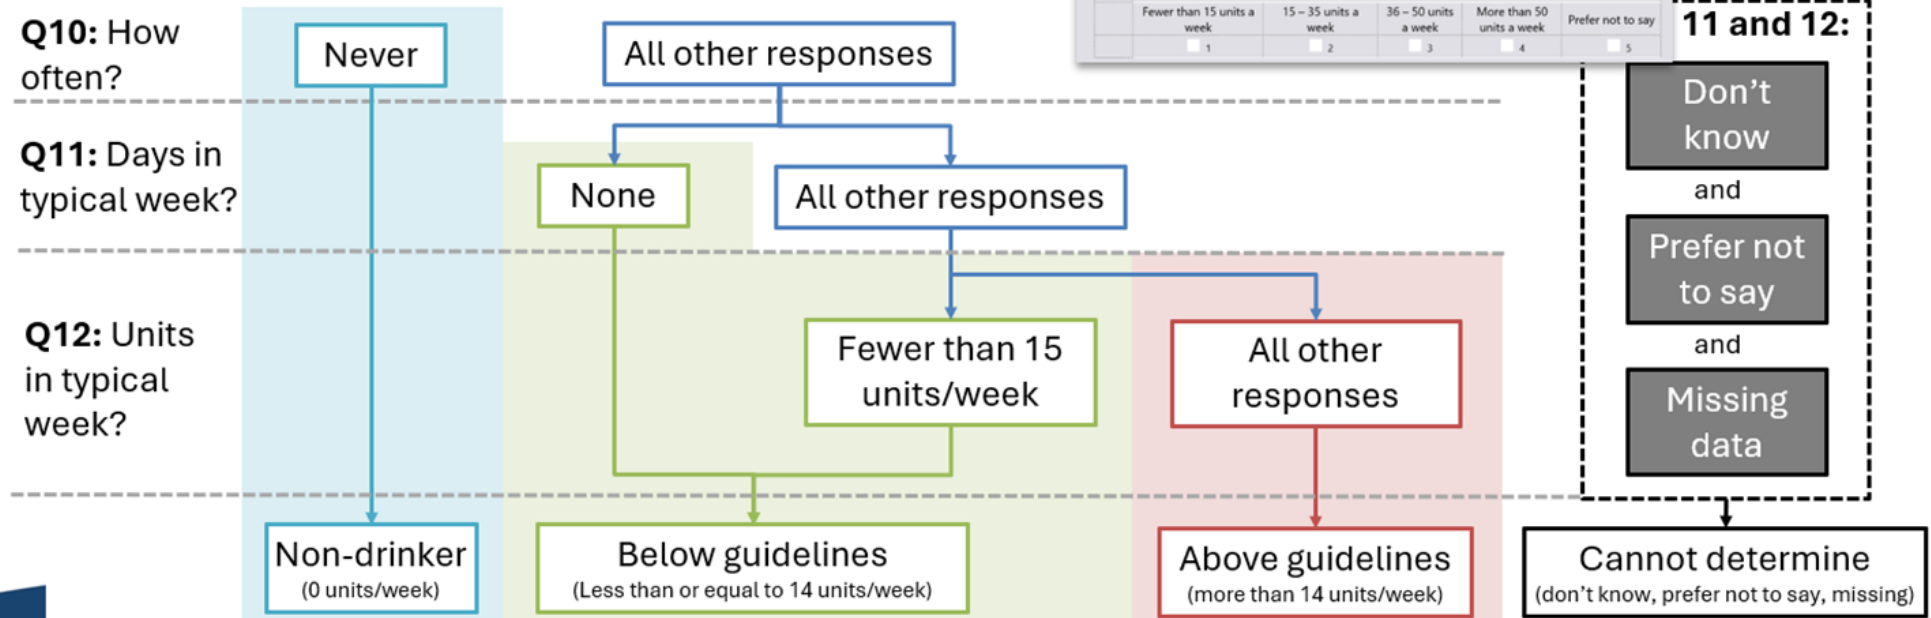 Q10: How
often?
Never
All other responses
Fewer than 15 units a
week
15 – 35 units a
week
36 – 50 units
a week
More than 50
units a week
Prefer not to say
1
2
3
4
5
11 and 12:
Q11: Days in
typical week?
None
All other responses
Q12: Units
in typical
week?
Fewer than 15
units/week
All other
responses
Don't
know
and
Prefer not
to say
and
Missing
data
Non-drinker
(0 units/week)
Below guidelines
(Less than or equal to 14 units/week)
Above guidelines
(more than 14 units/week)
Cannot determine
(don't know, prefer not to say, missing)